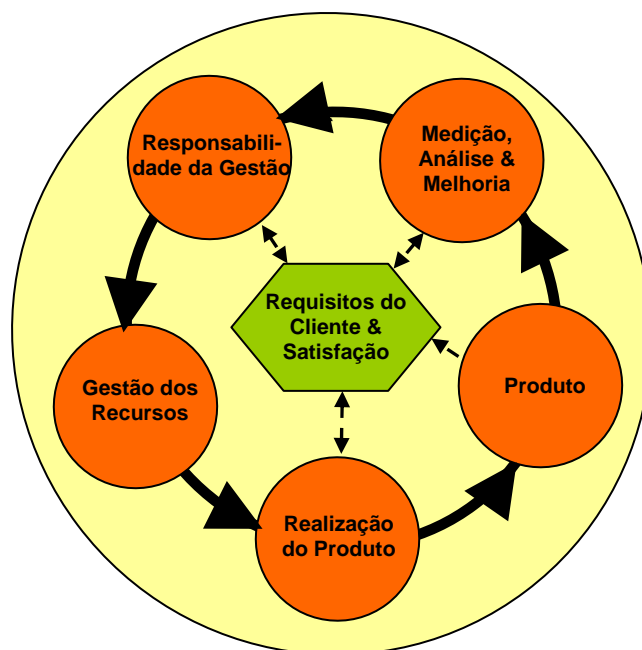 Responsabili-
dade da Gestão
Medição,
Análise &
Melhoria
Requisitos do
Cliente &
Satisfação
Gestão dos
Recursos
Produto
Realização
do Produto